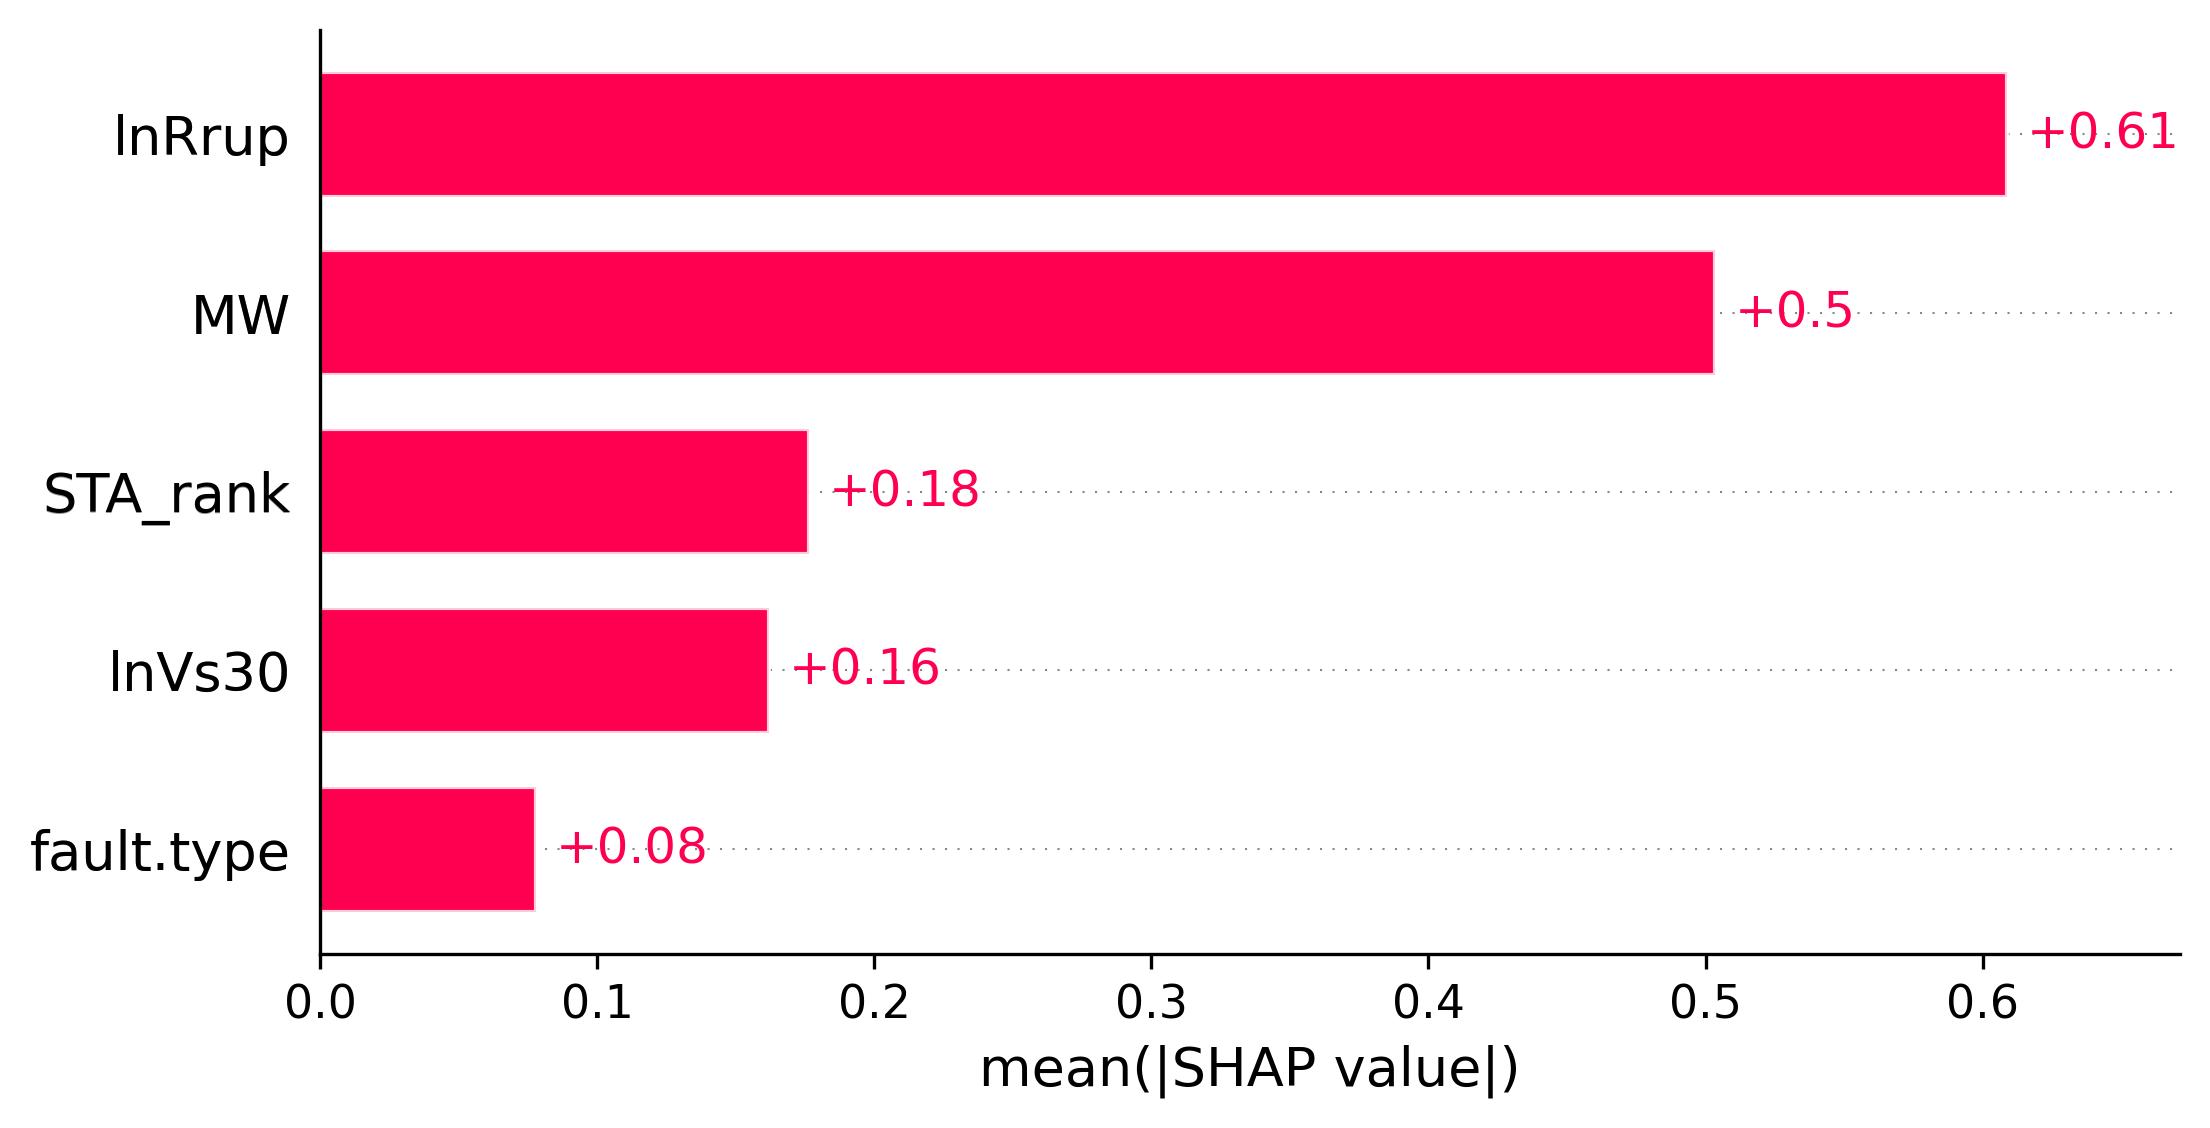 lnRrup +0.61
MW +0.5
STA_rank +0.18
lnVs30 +0.16
fault.type +0.08
0.0 0.1 0.2 0.3 0.4 0.5 0.6
mean(|SHAP value|)